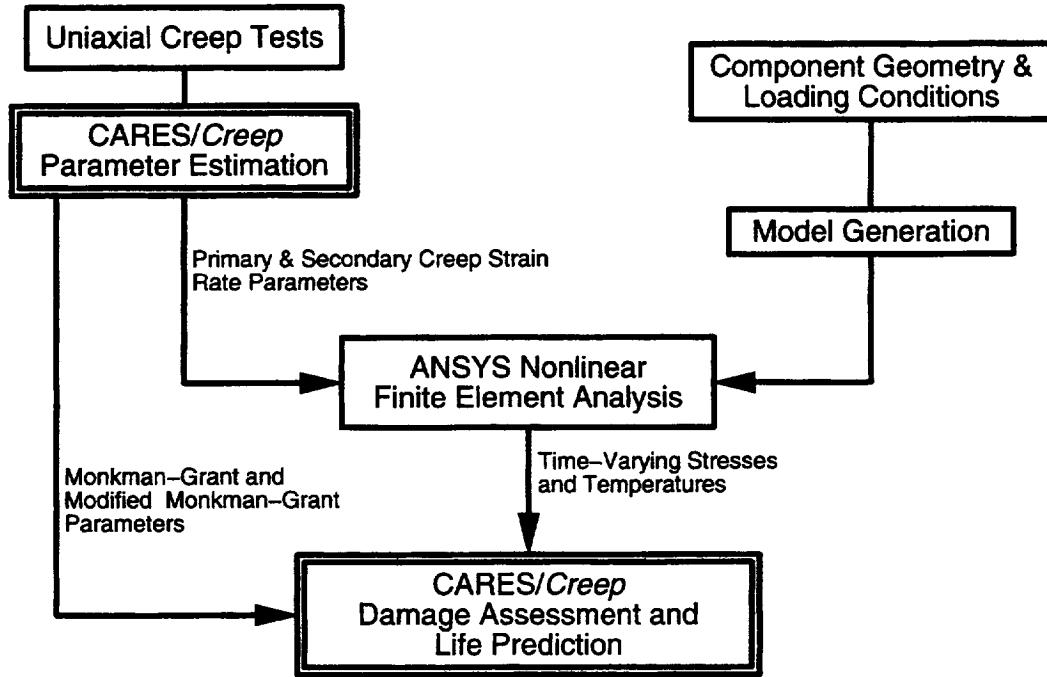 Uniaxial Creep Tests
CARES/Creep
Parameter Estimation
Component Geometry &
Loading Conditions
Model Generation
Primary & Secondary Creep Strain
Rate Parameters
ANSYS Nonlinear
Finite Element Analysis
Monkman–Grant and
Modified Monkman–Grant
Parameters
Time–Varying Stresses
and Temperatures
CARES/Creep
Damage Assessment and
Life Prediction